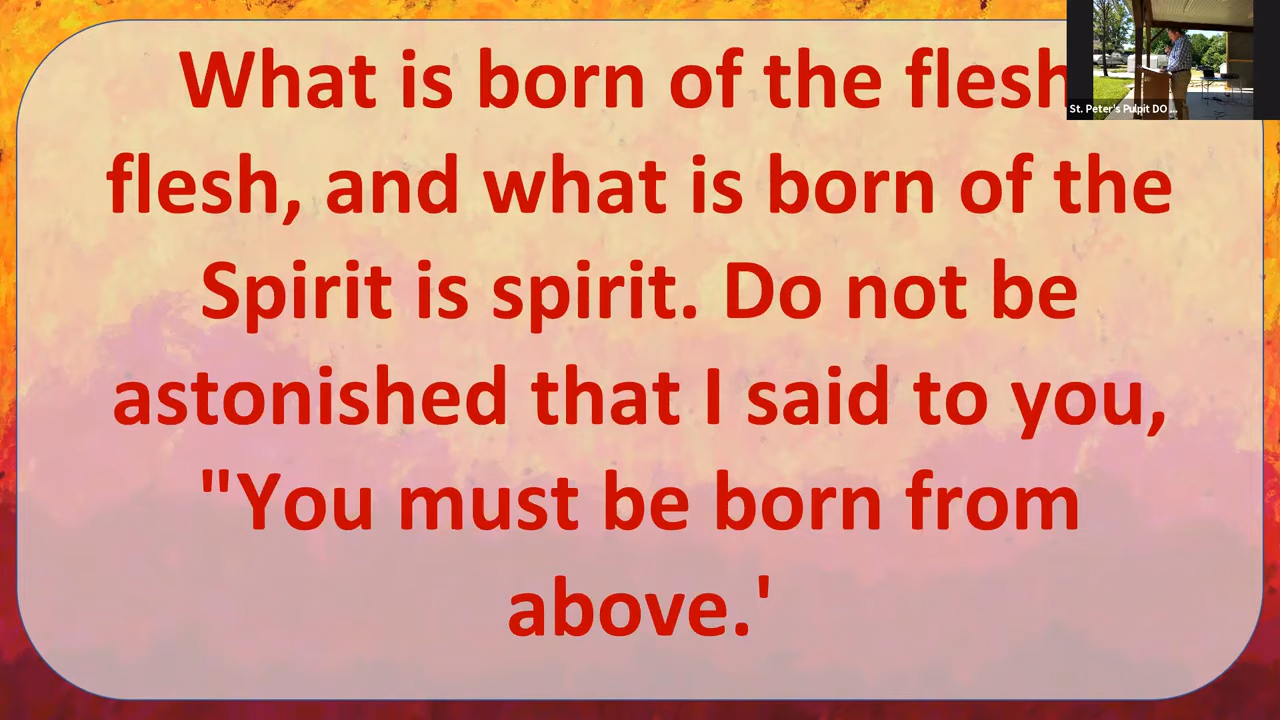 What is born of the flesh
flesh, and what is born of the
Spirit is spirit. Do not be
astonished that I said to you,
"You must be born from
above.'
St. Peter's Pulpit DO ...